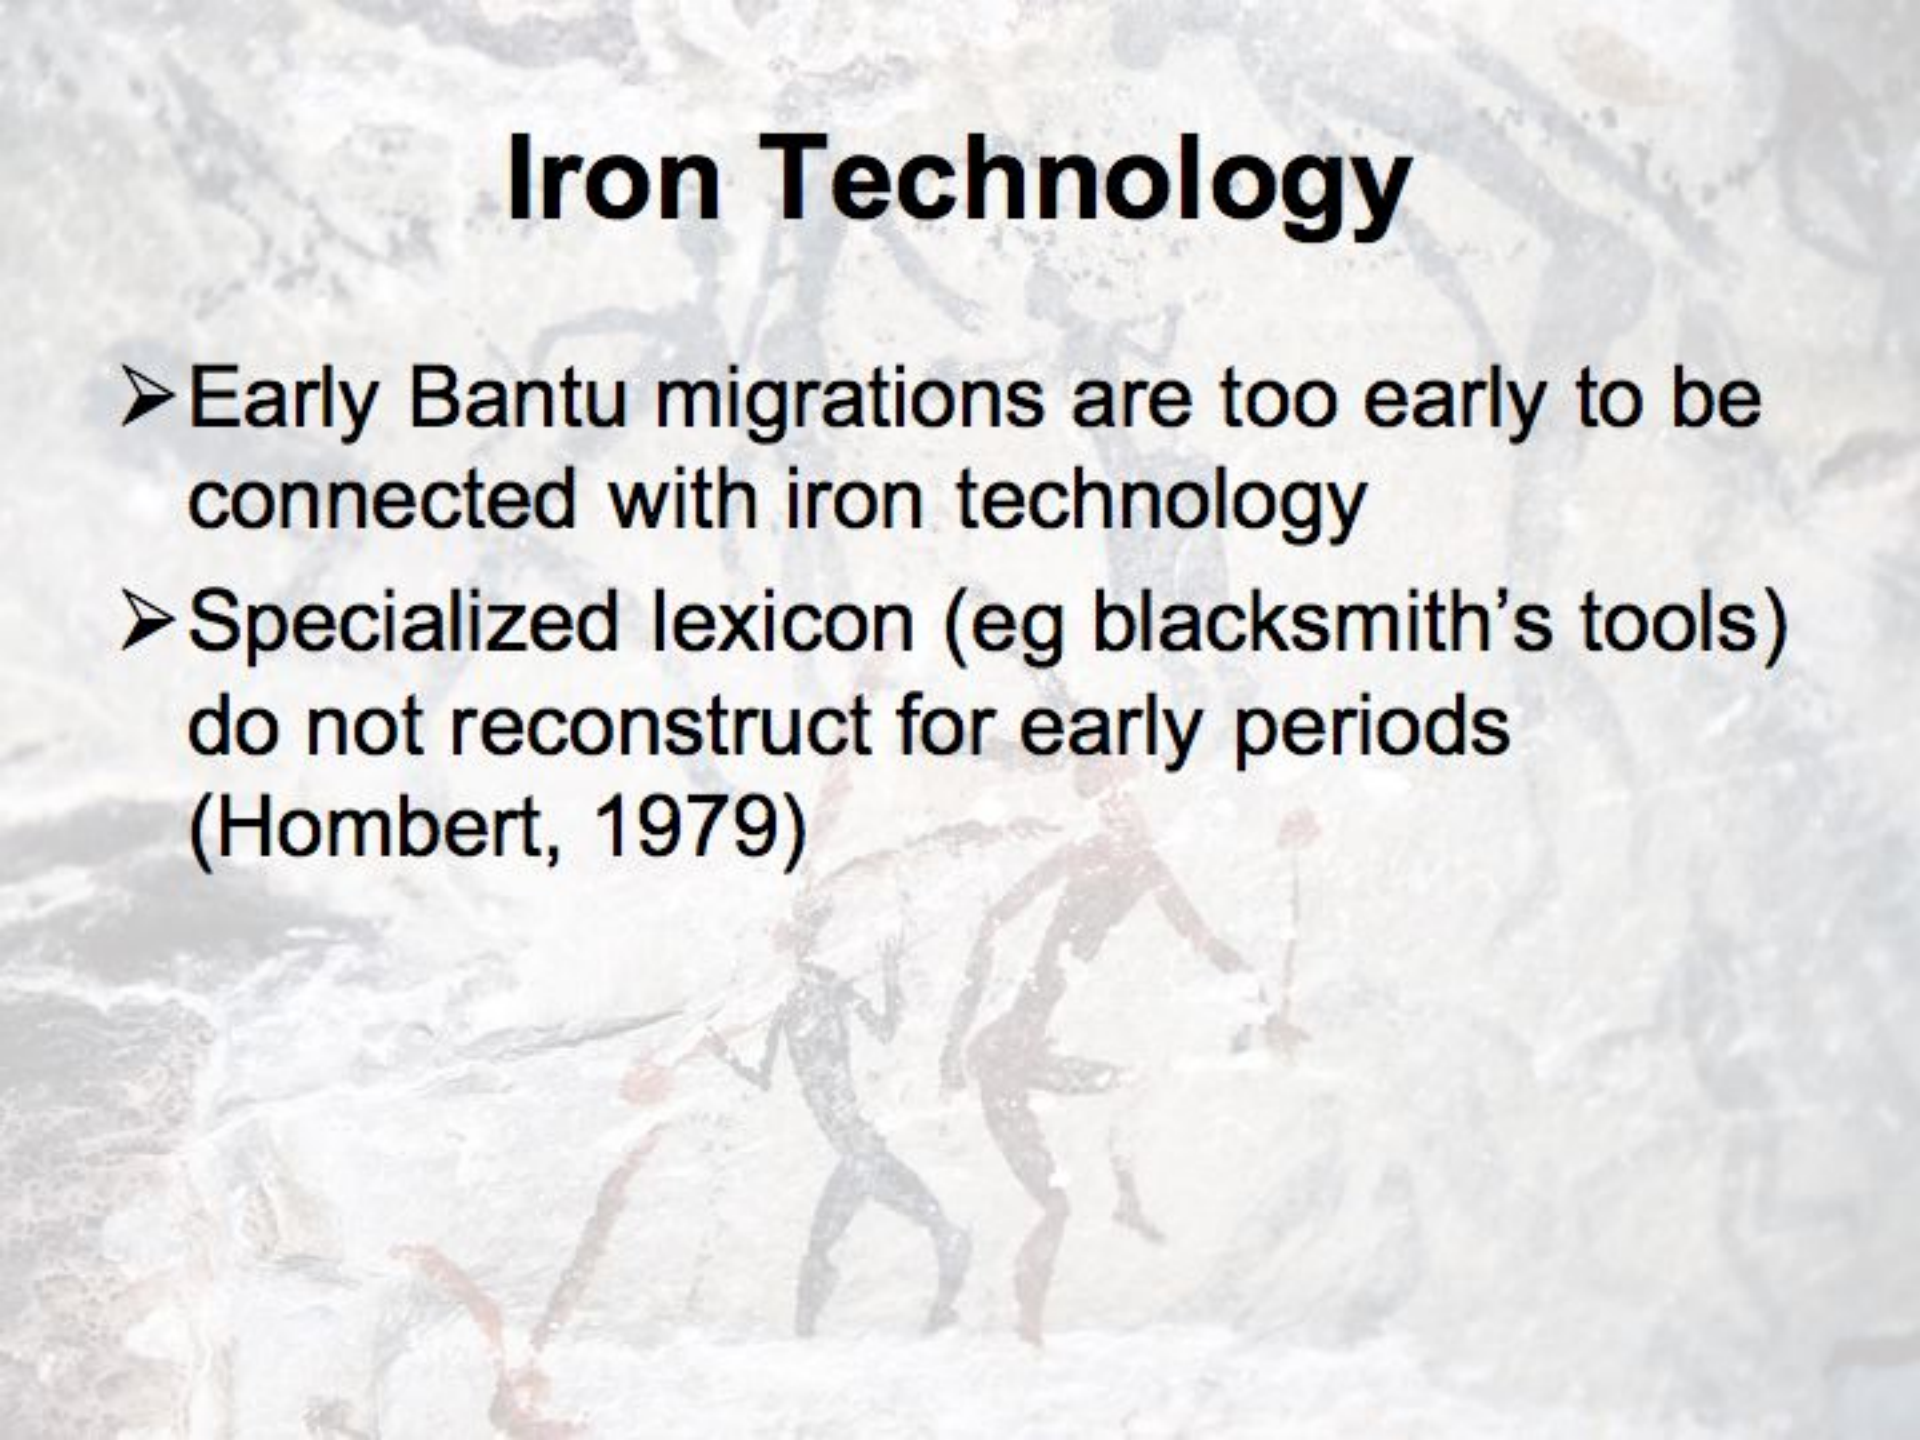 Iron Technology
➢Early Bantu migrations are too early to be
connected with iron technology
➢Specialized lexicon (eg blacksmith’s tools)
do not reconstruct for early periods
(Hombert, 1979)